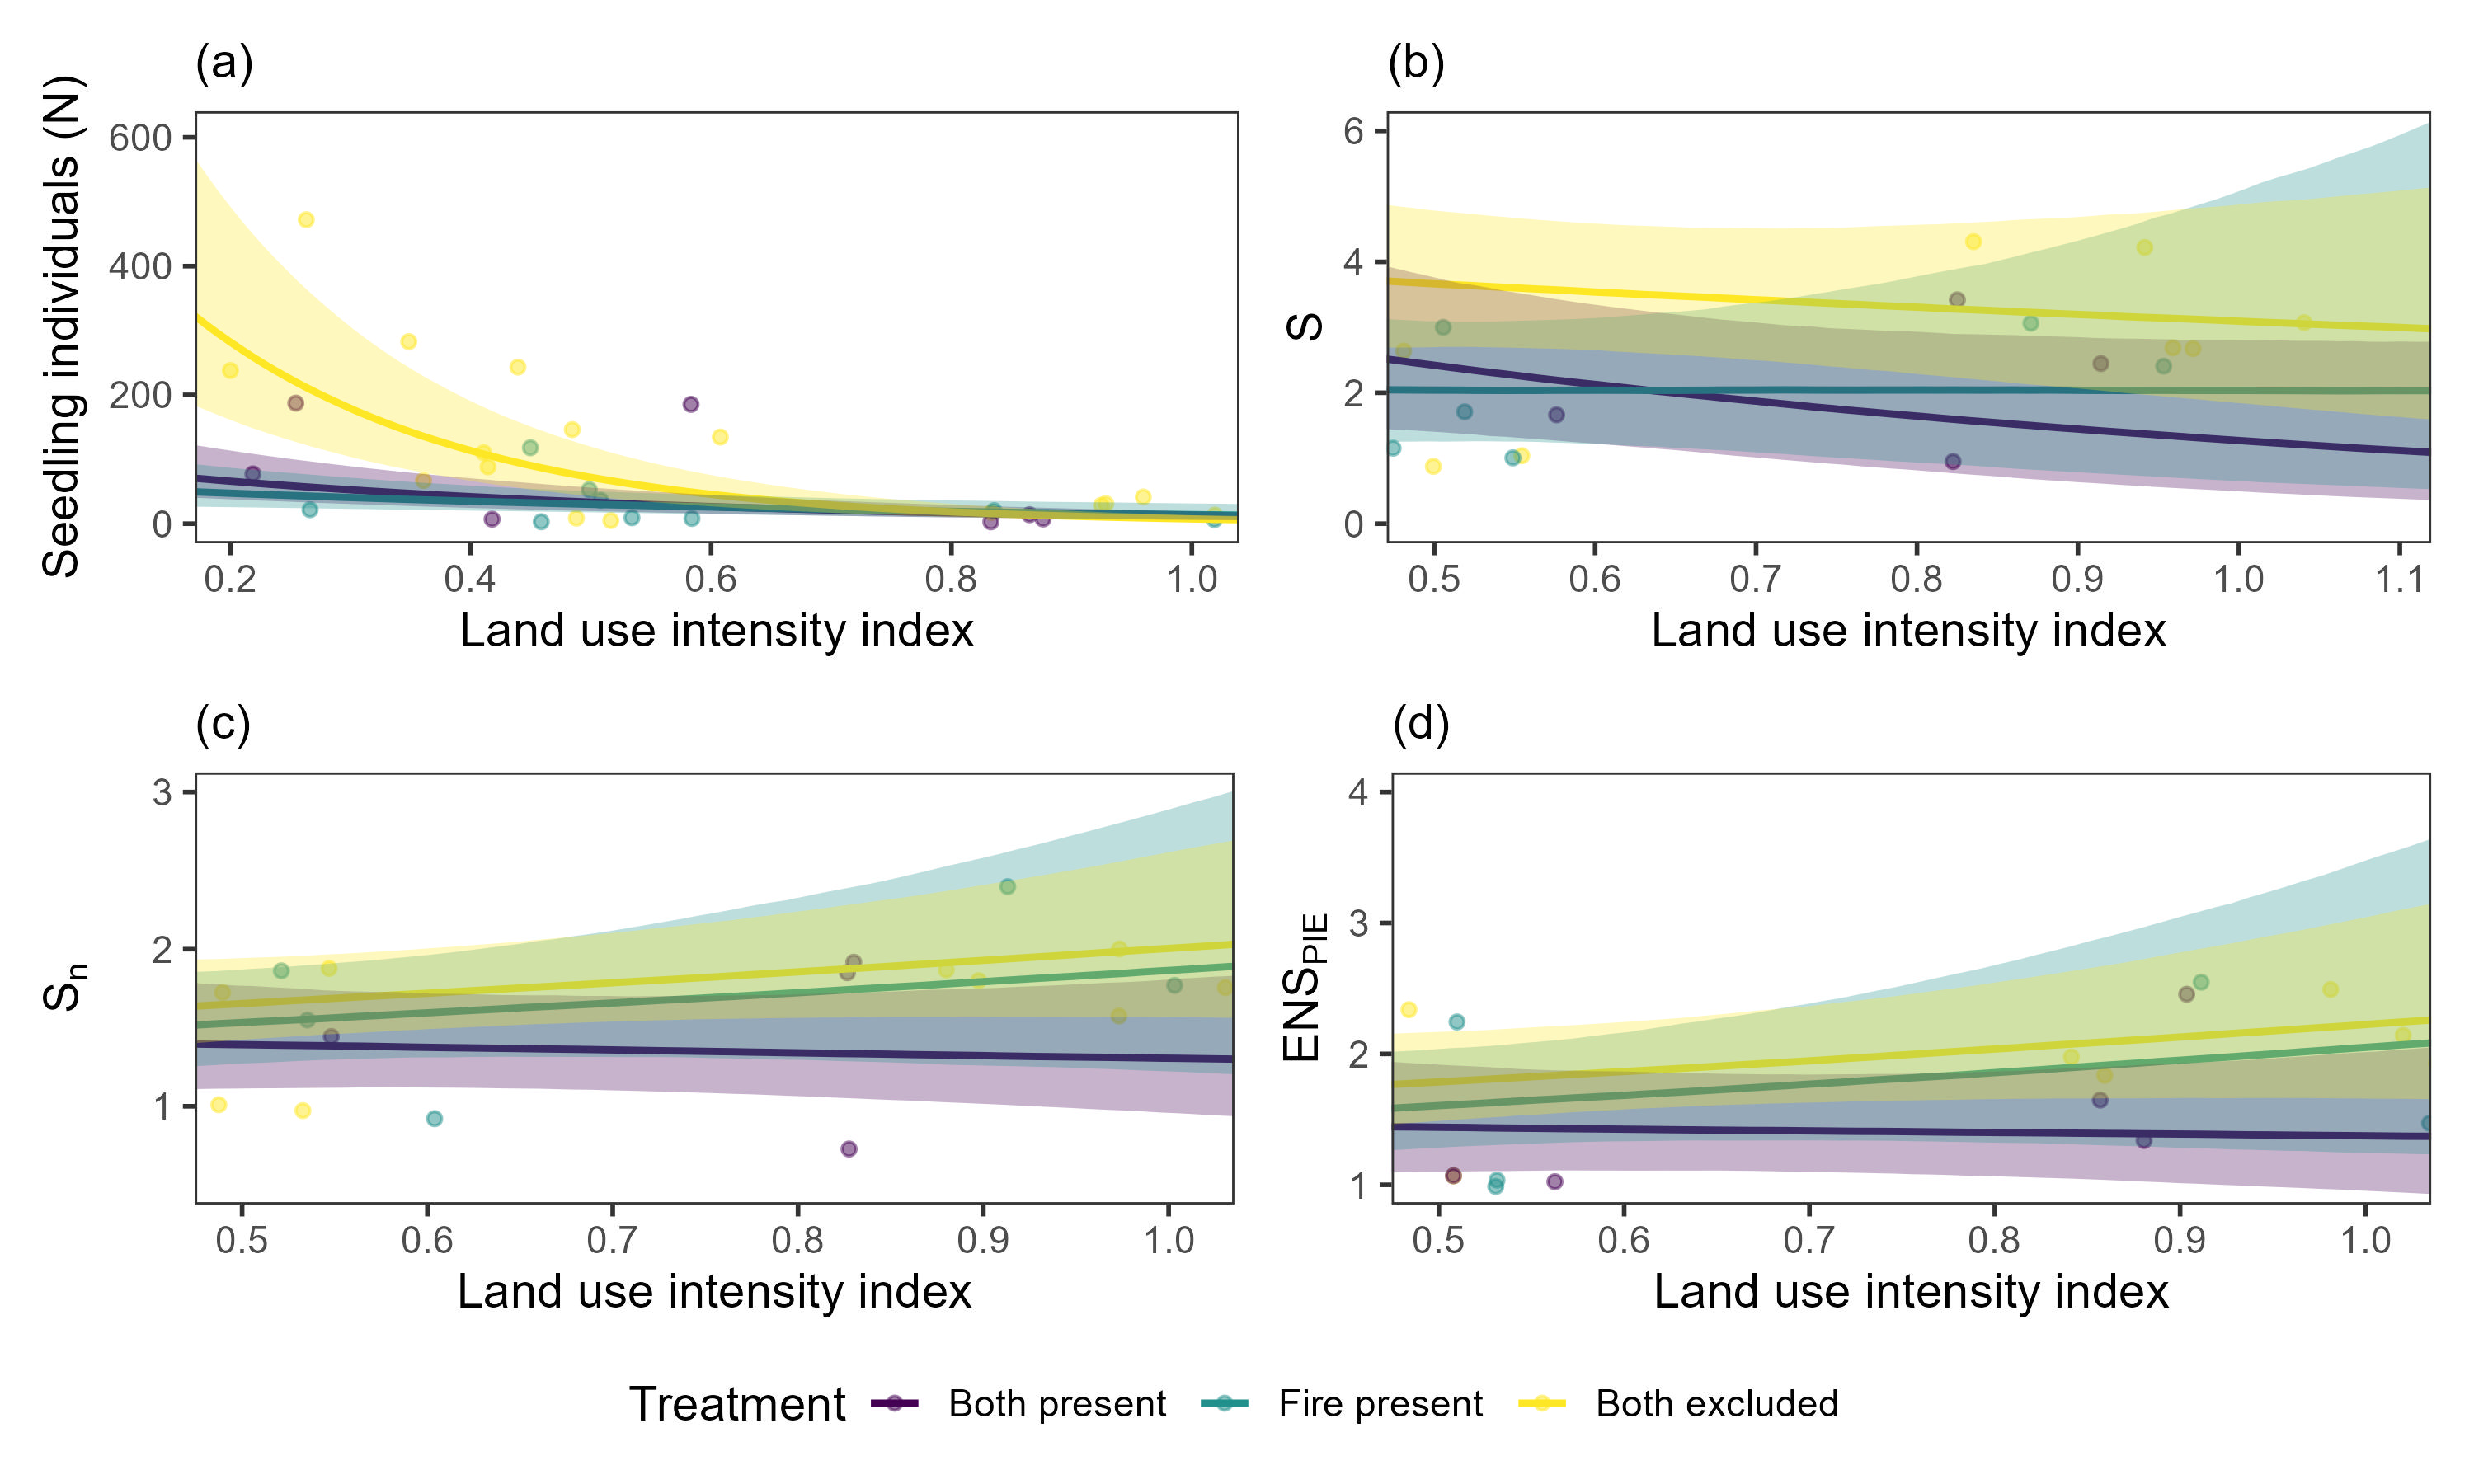 (a)
Seedling individuals (N)
600
400
200
0
0.2 0.4 0.6 0.8 1.0
Land use intensity index
(b)
S
6
4
2
0
0.5 0.6 0.7 0.8 0.9 1.0 1.1
Land use intensity index
(c)
Sn
3
2
1
0.5 0.6 0.7 0.8 0.9 1.0
Land use intensity index
(d)
ENSPIE
4
3
2
1
0.5 0.6 0.7 0.8 0.9 1.0
Land use intensity index
Treatment Both present Fire present Both excluded